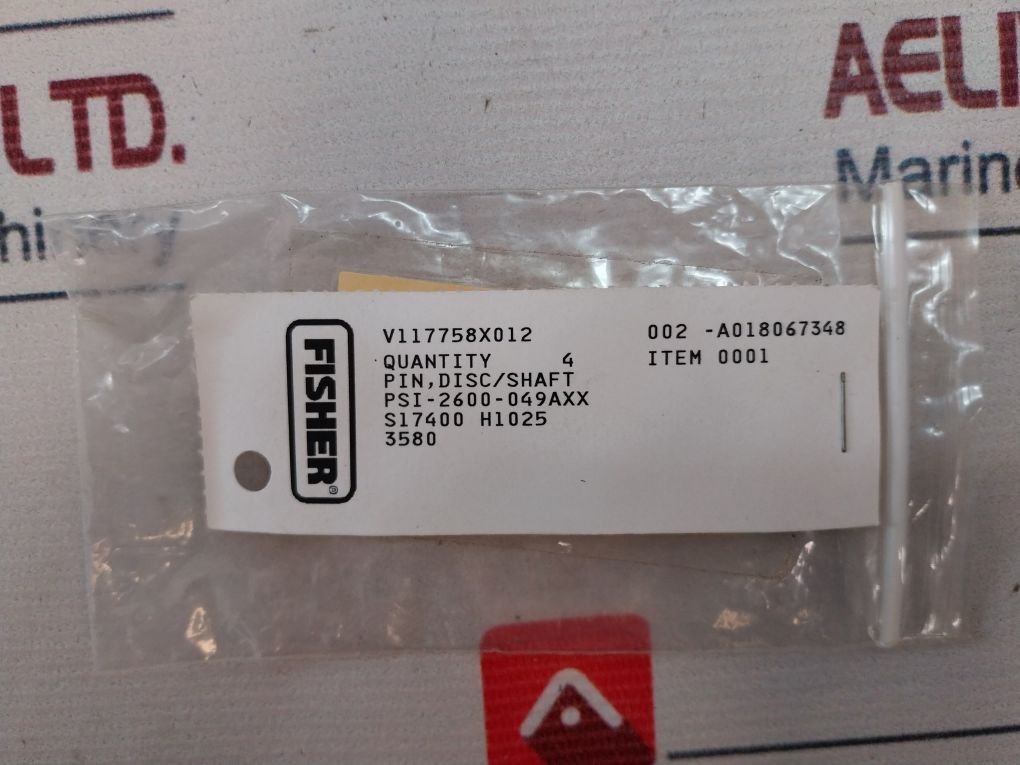 LTD.
AELI
Marin
FISHER®
V117758X012
QUANTITY 4
PIN,DISC/SHAFT
PSI-2600-049AXX
S17400 H1025
3580
002 -A018067348
ITEM 0001